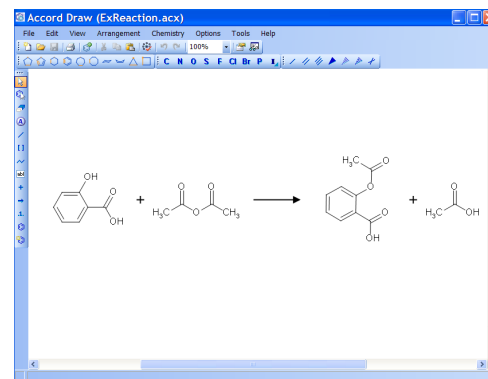 Accord Draw (ExReaction.acx)
File Edit View Arrangement Chemistry Options Tools Help
100%
C N O S F Cl Br P I
A
[]
ab
OH
O
OH
+
O O
H₃C O CH₃
H₃C O
O
O
OH
+
O
H₃C OH